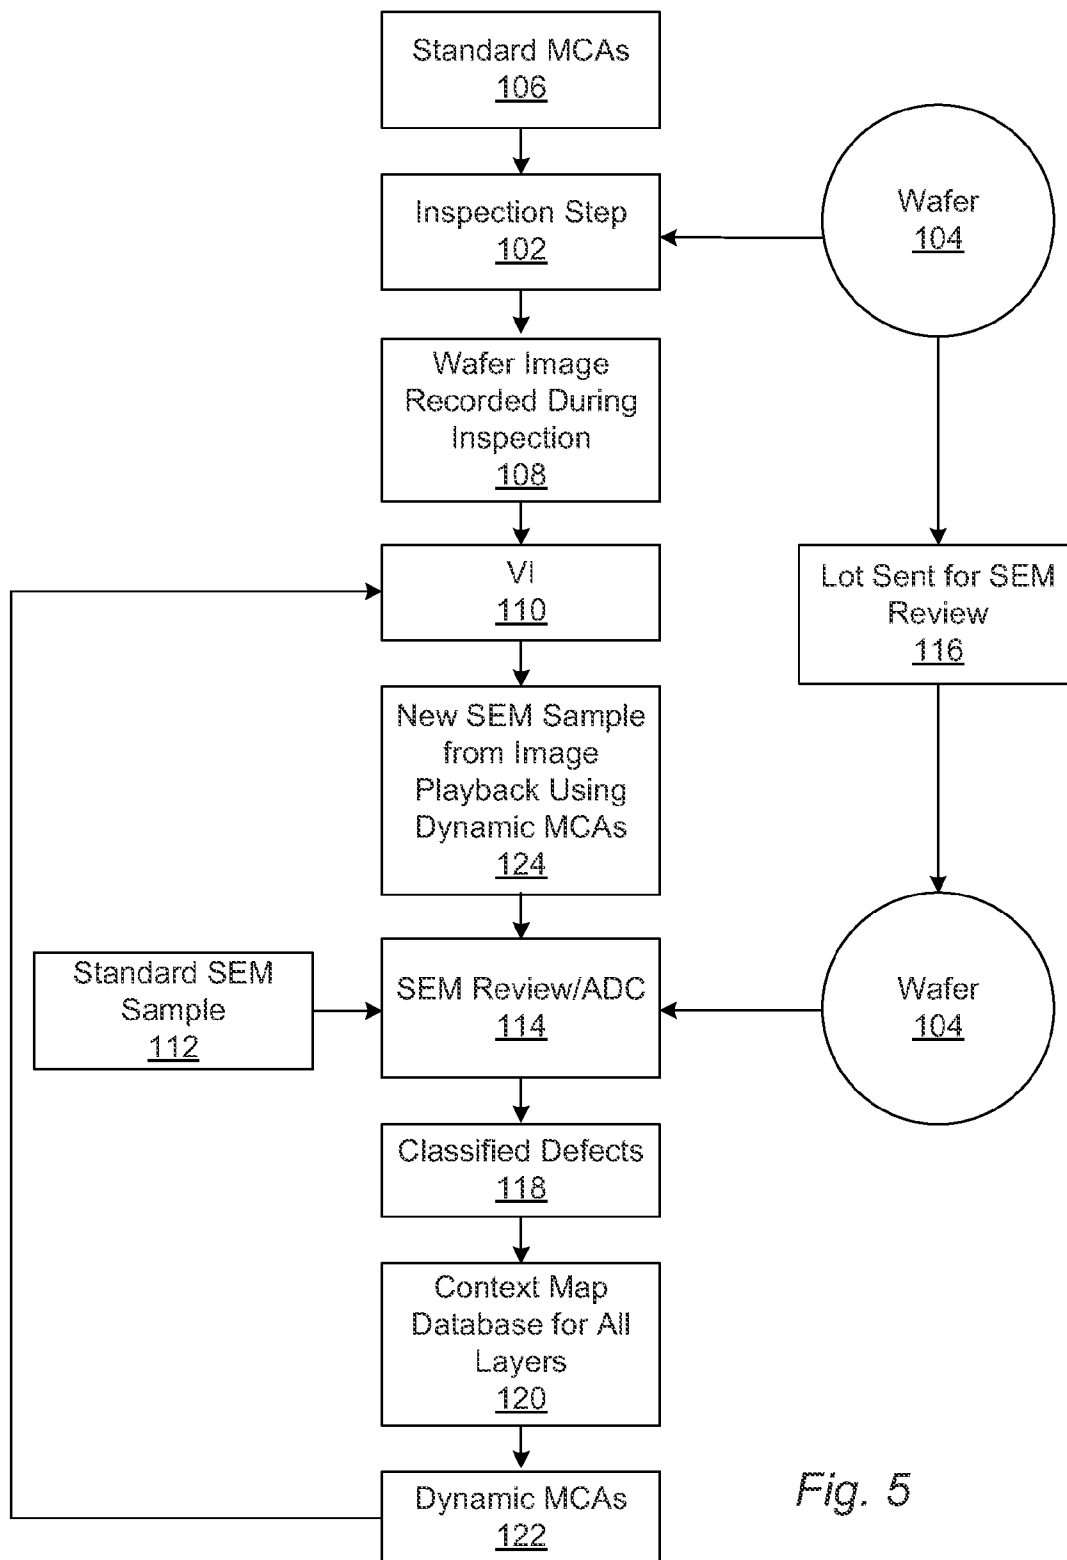 Standard MCAs
106
Inspection Step
102
Wafer
104
Wafer Image
Recorded During
Inspection
108
VI
110
Lot Sent for SEM
Review
116
New SEM Sample
from Image
Playback Using
Dynamic MCAs
124
Standard SEM
Sample
112
SEM Review/ADC
114
Wafer
104
Classified Defects
118
Context Map
Database for All
Layers
120
Dynamic MCAs
122
Fig. 5